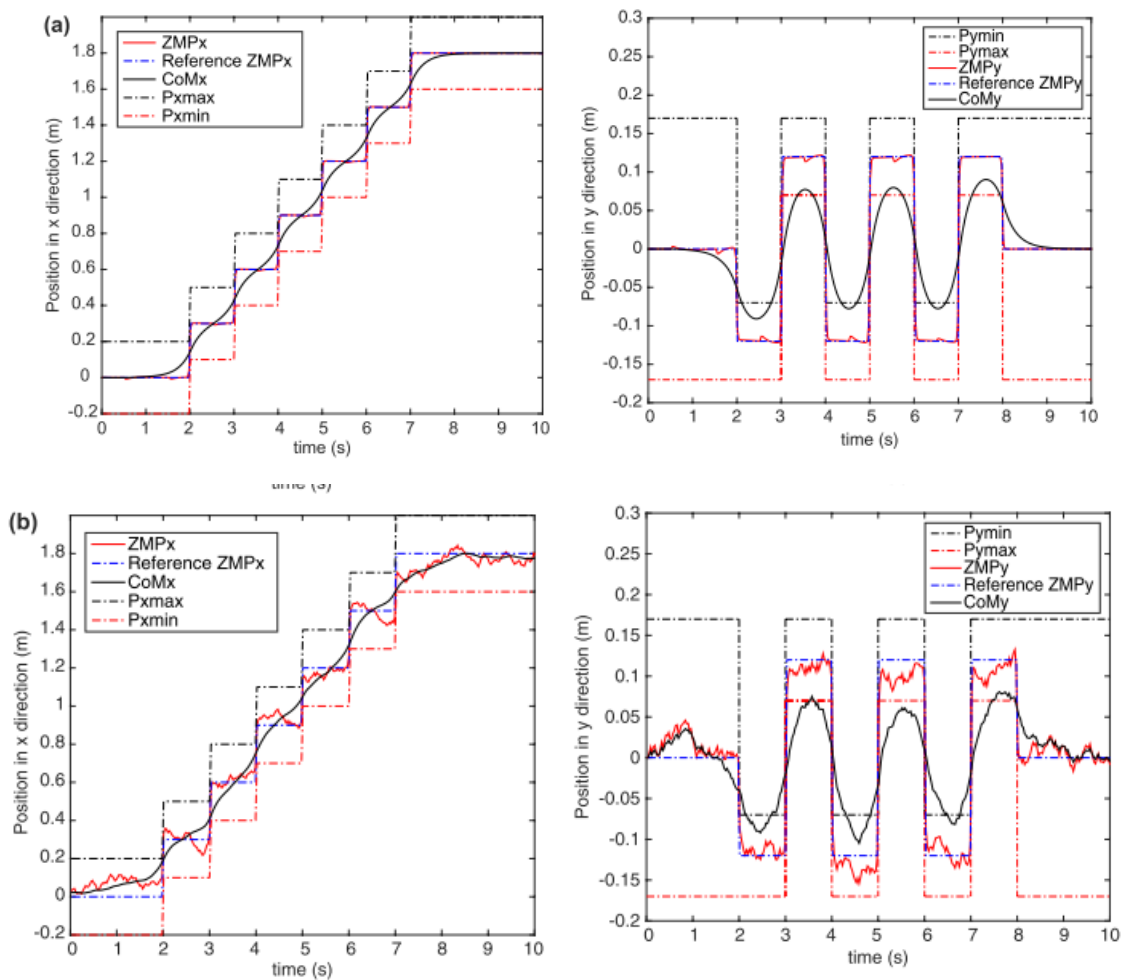 (a)
ZMPx
Reference ZMPx
CoMx
Pxmax
Pxmin
Position in x direction (m)
1.8
1.6
1.4
1.2
1
0.8
0.6
0.4
0.2
0
-0.2
0 1 2 3 4 5 6 7 8 9 10
time (s)
Pymin
Pymax
ZMPy
Reference ZMPy
CoMy
Position in y direction (m)
0.3
0.25
0.2
0.15
0.1
0.05
0
-0.05
-0.1
-0.15
-0.2
0 1 2 3 4 5 6 7 8 9 10
time (s)
time (s)
(b)
ZMPx
Reference ZMPx
CoMx
Pxmax
Pxmin
Position in x direction (m)
1.8
1.6
1.4
1.2
1
0.8
0.6
0.4
0.2
0
-0.2
0 1 2 3 4 5 6 7 8 9 10
time (s)
Pymin
Pymax
ZMPy
Reference ZMPy
CoMy
Position in y direction (m)
0.3
0.25
0.2
0.15
0.1
0.05
0
-0.05
-0.1
-0.15
-0.2
0 1 2 3 4 5 6 7 8 9 10
time (s)